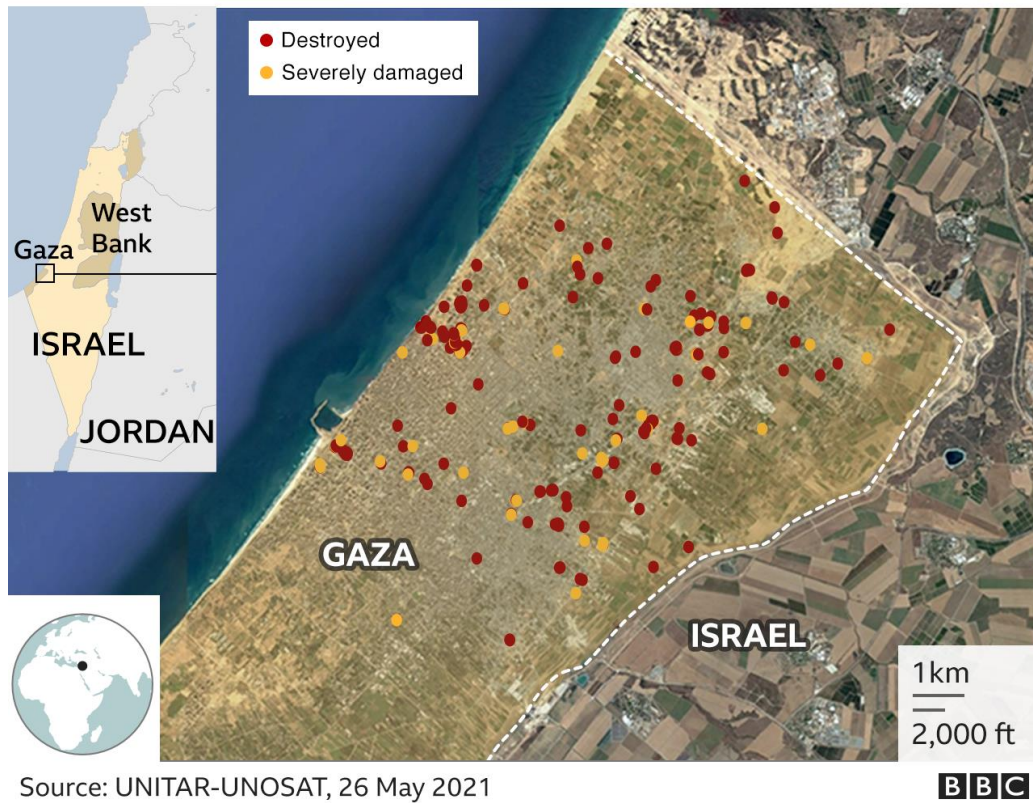 Destroyed
Severely damaged
West
Bank
Gaza
ISRAEL
JORDAN
GAZA
ISRAEL
1km
2,000 ft
Source: UNITAR-UNOSAT, 26 May 2021
BBC